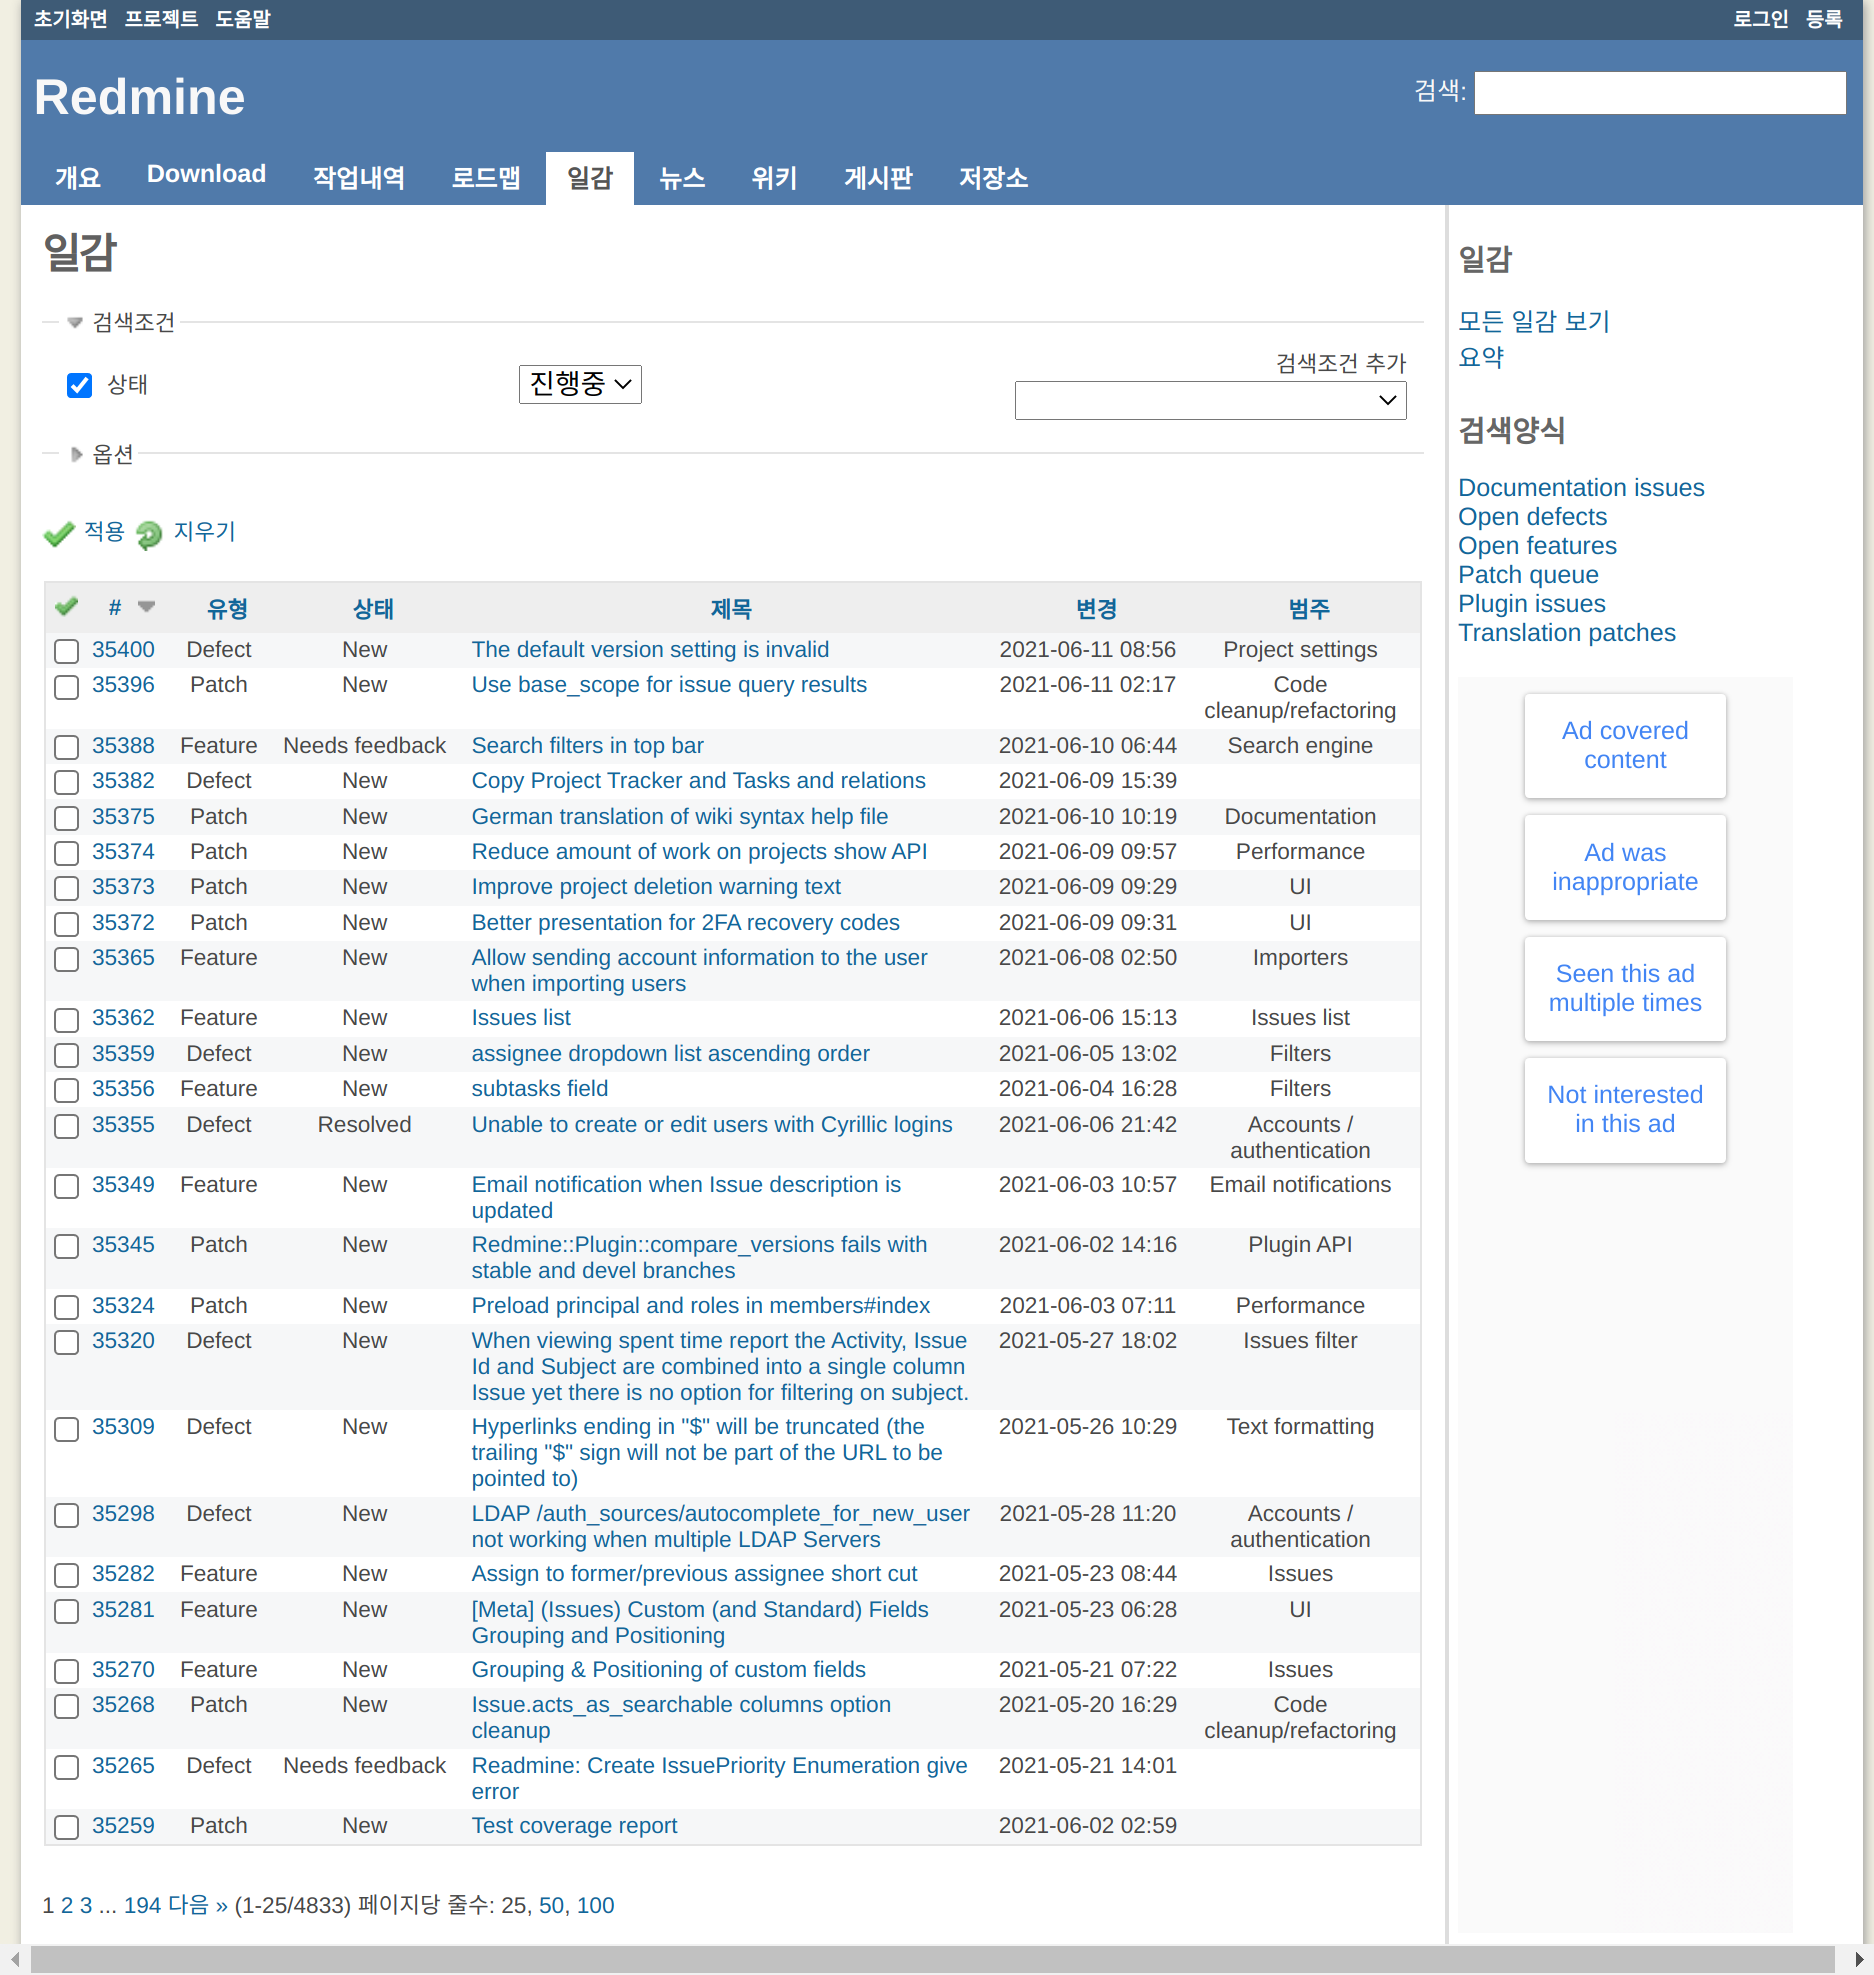 초기화면 프로젝트 도움말 로그인 등록
Redmine 검색:
개요 Download 작업내역 로드맵 일감 뉴스 위키 게시판 저장소
일감
검색조건
상태 진행중 검색조건 추가
옵션
적용 지우기
# 유형 상태 제목 변경 범주
35400 Defect New The default version setting is invalid 2021-06-11 08:56 Project settings
35396 Patch New Use base_scope for issue query results 2021-06-11 02:17 Code
cleanup/refactoring
35388 Feature Needs feedback Search filters in top bar 2021-06-10 06:44 Search engine
35382 Defect New Copy Project Tracker and Tasks and relations 2021-06-09 15:39
35375 Patch New German translation of wiki syntax help file 2021-06-10 10:19 Documentation
35374 Patch New Reduce amount of work on projects show API 2021-06-09 09:57 Performance
35373 Patch New Improve project deletion warning text 2021-06-09 09:29 UI
35372 Patch New Better presentation for 2FA recovery codes 2021-06-09 09:31 UI
35365 Feature New Allow sending account information to the user 2021-06-08 02:50 Importers
when importing users
35362 Feature New Issues list 2021-06-06 15:13 Issues list
35359 Defect New assignee dropdown list ascending order 2021-06-05 13:02 Filters
35356 Feature New subtasks field 2021-06-04 16:28 Filters
35355 Defect Resolved Unable to create or edit users with Cyrillic logins 2021-06-06 21:42 Accounts /
authentication
35349 Feature New Email notification when Issue description is 2021-06-03 10:57 Email notifications
updated
35345 Patch New Redmine::Plugin::compare_versions fails with 2021-06-02 14:16 Plugin API
stable and devel branches
35324 Patch New Preload principal and roles in members#index 2021-06-03 07:11 Performance
35320 Defect New When viewing spent time report the Activity, Issue 2021-05-27 18:02 Issues filter
Id and Subject are combined into a single column
Issue yet there is no option for filtering on subject.
35309 Defect New Hyperlinks ending in "$" will be truncated (the 2021-05-26 10:29 Text formatting
trailing "$" sign will not be part of the URL to be
pointed to)
35298 Defect New LDAP /auth_sources/autocomplete_for_new_user 2021-05-28 11:20 Accounts /
not working when multiple LDAP Servers authentication
35282 Feature New Assign to former/previous assignee short cut 2021-05-23 08:44 Issues
35281 Feature New [Meta] (Issues) Custom (and Standard) Fields 2021-05-23 06:28 UI
Grouping and Positioning
35270 Feature New Grouping & Positioning of custom fields 2021-05-21 07:22 Issues
35268 Patch New Issue.acts_as_searchable columns option 2021-05-20 16:29 Code
cleanup cleanup/refactoring
35265 Defect Needs feedback Readmine: Create IssuePriority Enumeration give 2021-05-21 14:01
error
35259 Patch New Test coverage report 2021-06-02 02:59
1 2 3 ... 194 다음 » (1-25/4833) 페이지당 줄수: 25, 50, 100
일감
모든 일감 보기
요약
검색양식
Documentation issues
Open defects
Open features
Patch queue
Plugin issues
Translation patches
Ad covered
content
Ad was
inappropriate
Seen this ad
multiple times
Not interested
in this ad